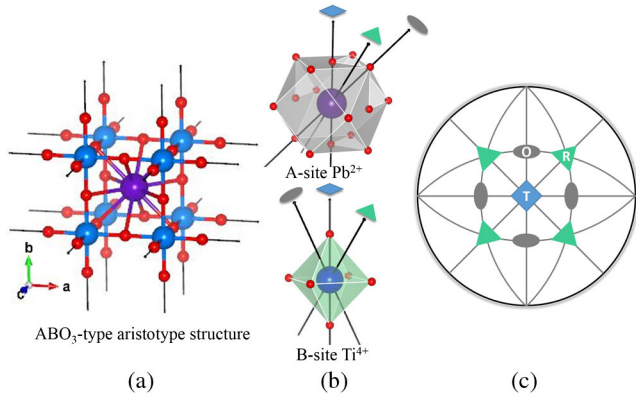 A-site Pb²⁺
O
R
T
b
a
c
ABO₃-type aristotype structure
B-site Ti⁴⁺
(a)
(b)
(c)